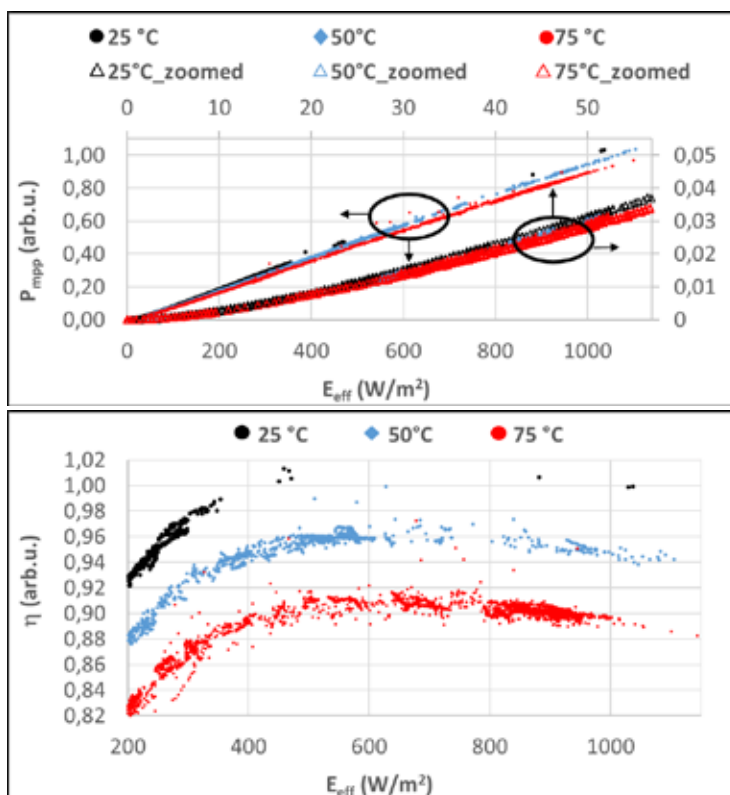 25 °C 50°C 75 °C
25°C_zoomed 50°C_zoomed 75°C_zoomed
0 10 20 30 40 50
1,00 0,05
0,80 0,04
0,60 0,03
0,40 0,02
0,20 0,01
0,00 0
0 200 400 600 800 1000
Pmpp (arb.u.)
Eeff (W/m²)
25 °C 50°C 75 °C
1,02
1,00
0,98
0,96
0,94
0,92
0,90
0,88
0,86
0,84
0,82
200 400 600 800 1000
η (arb.u.)
Eeff (W/m²)